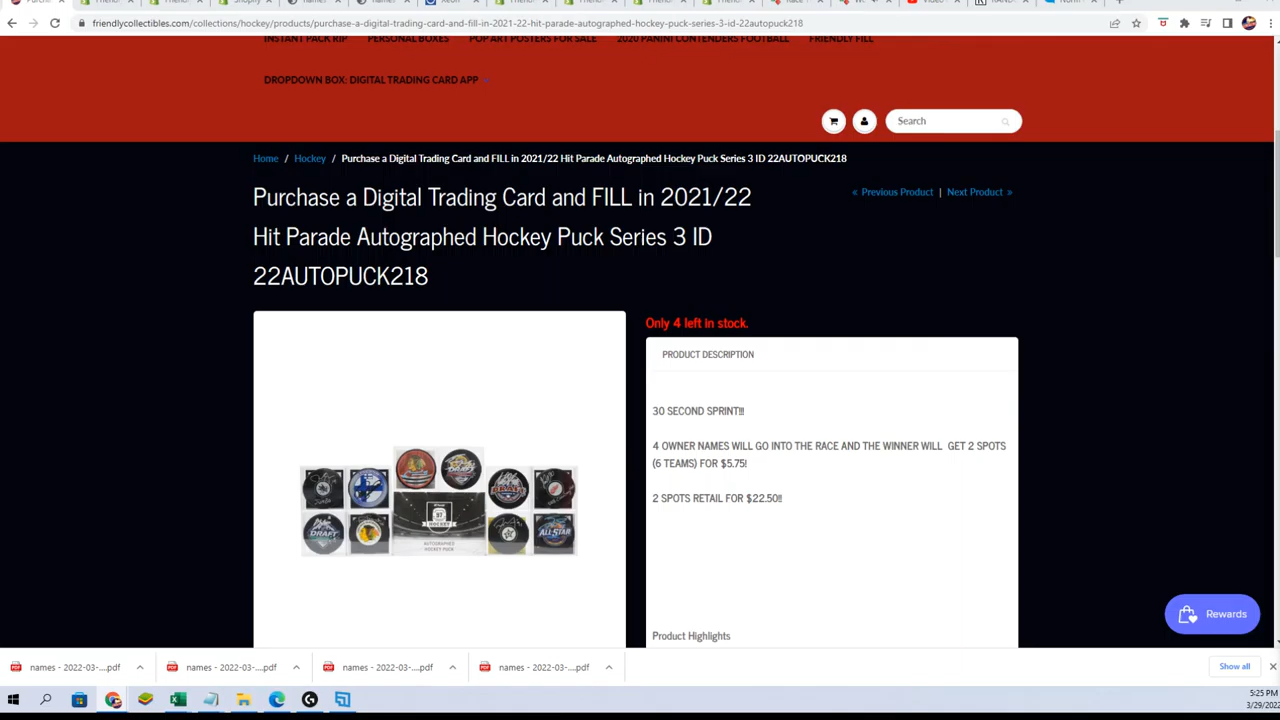 friendlycollectibles.com/collections/hockey/products/purchase-a-digital-trading-card-and-fill-in-2021-22-hit-parade-autographed-hockey-puck-series-3-id-22autopuck218
INSTANT PACK RIP PERSONAL BOXES POP ART POSTERS FOR SALE 2020 PANINI CONTENDERS FOOTBALL FRIENDLY FILL
DROPDOWN BOX: DIGITAL TRADING CARD APP
Search
Home / Hockey / Purchase a Digital Trading Card and FILL in 2021/22 Hit Parade Autographed Hockey Puck Series 3 ID 22AUTOPUCK218
« Previous Product | Next Product »
Purchase a Digital Trading Card and FILL in 2021/22
Hit Parade Autographed Hockey Puck Series 3 ID
22AUTOPUCK218
Only 4 left in stock.
PRODUCT DESCRIPTION
30 SECOND SPRINT!!!
4 OWNER NAMES WILL GO INTO THE RACE AND THE WINNER WILL GET 2 SPOTS
(6 TEAMS) FOR $5.75!
2 SPOTS RETAIL FOR $22.50!!
DRAFT
HOCKEY
AUTOGRAPHED
HOCKEY PUCK
ALL-STAR
Product Highlights
Rewards
names - 2022-03-....pdf names - 2022-03-....pdf names - 2022-03-....pdf names - 2022-03-....pdf Show all
5:25 PM
3/29/2022